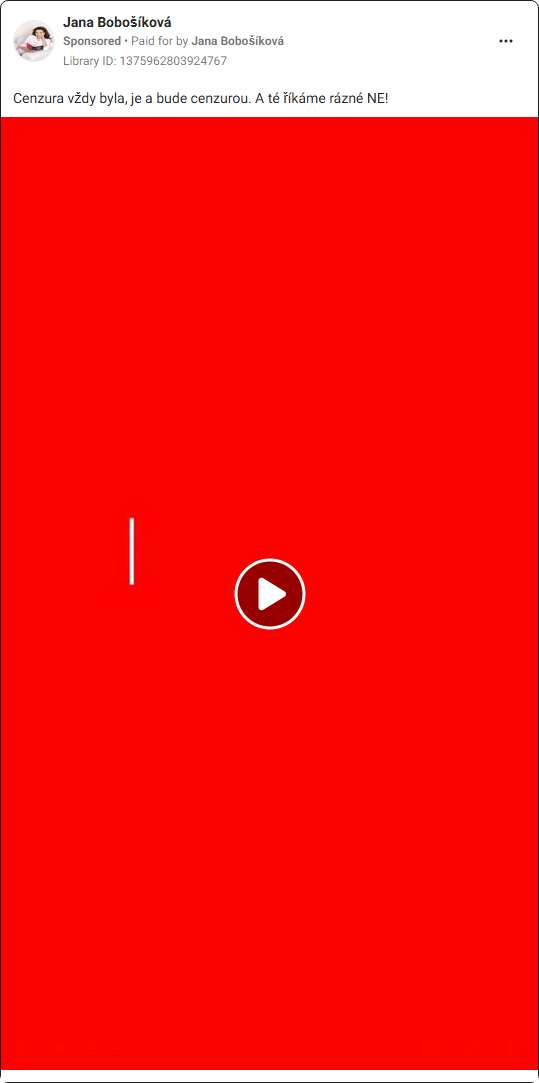 Jana Bobošíková
Sponsored • Paid for by Jana Bobošíková
Library ID: 1375962803924767
Cenzura vždy byla, je a bude cenzurou. A té říkáme rázné NE!